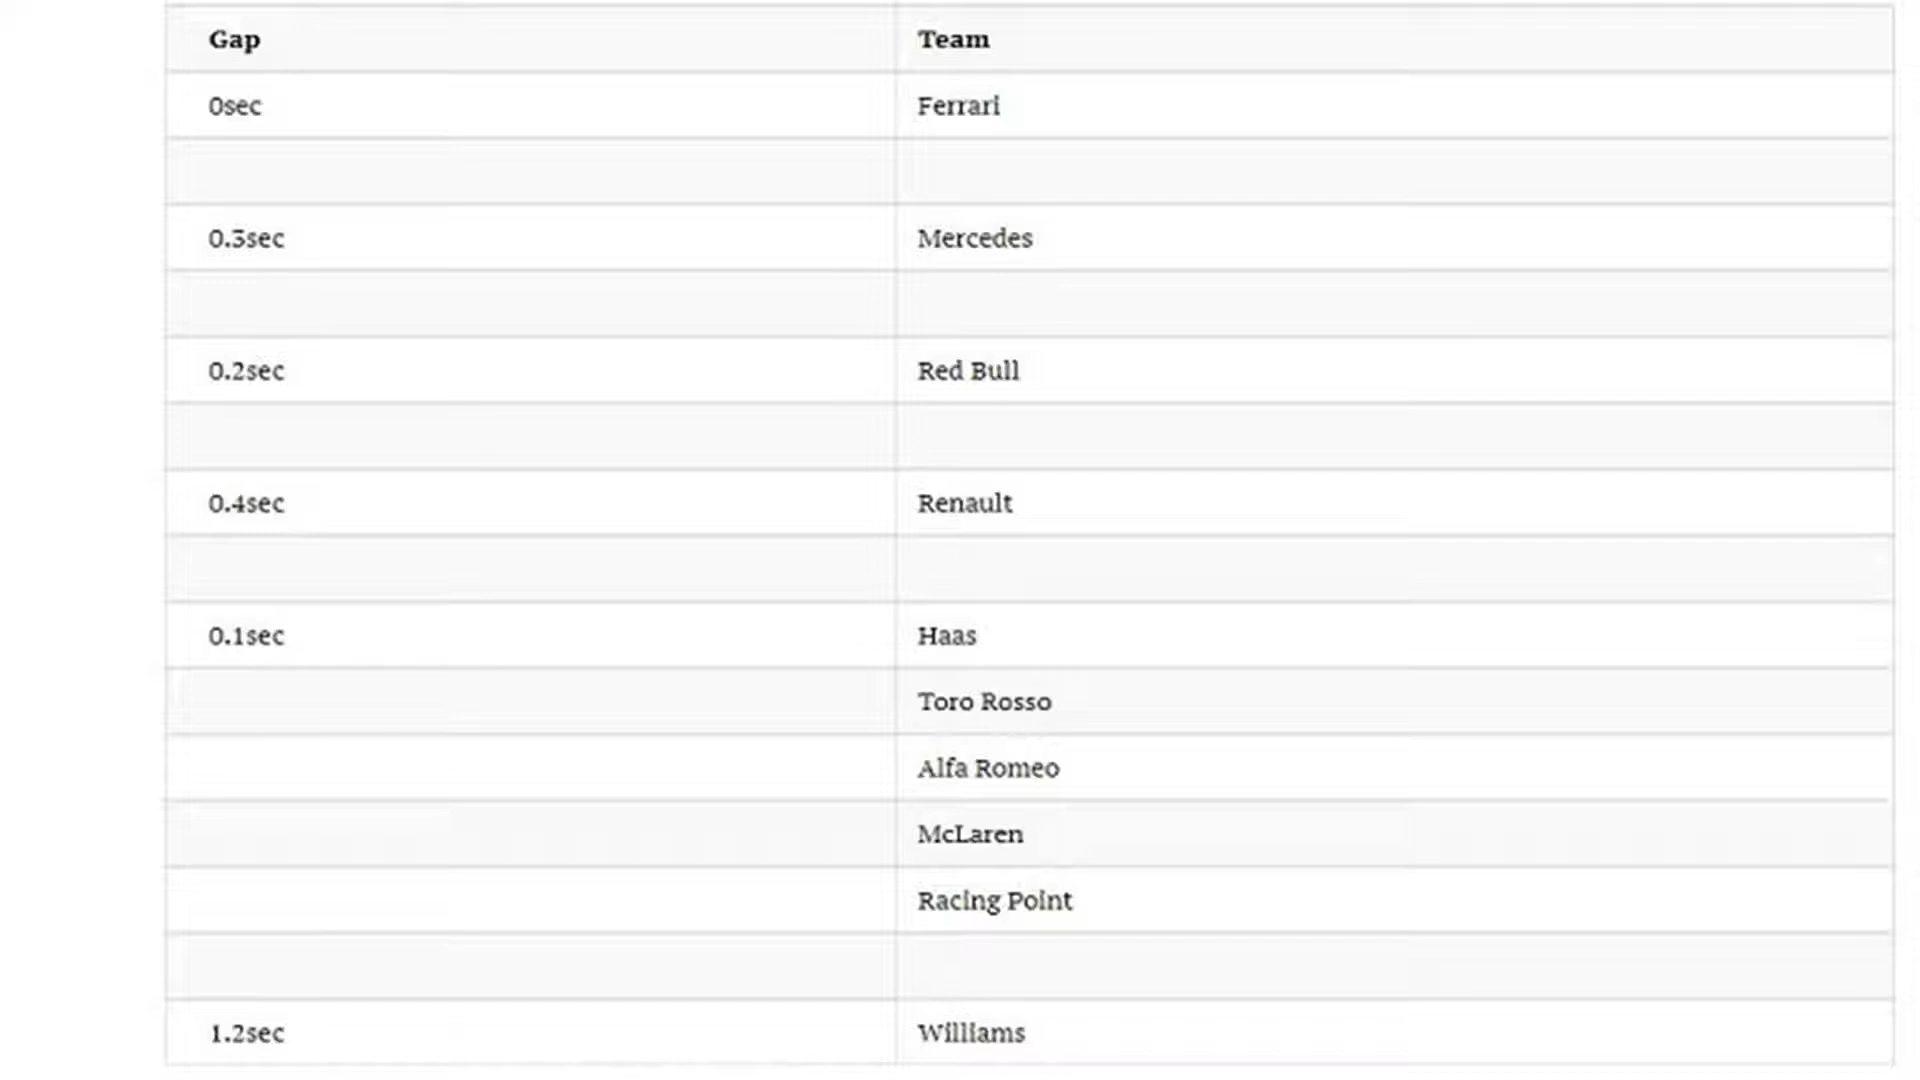 Gap Team
0sec Ferrari
0.3sec Mercedes
0.2sec Red Bull
0.4sec Renault
0.1sec Haas
Toro Rosso
Alfa Romeo
McLaren
Racing Point
1.2sec Williams